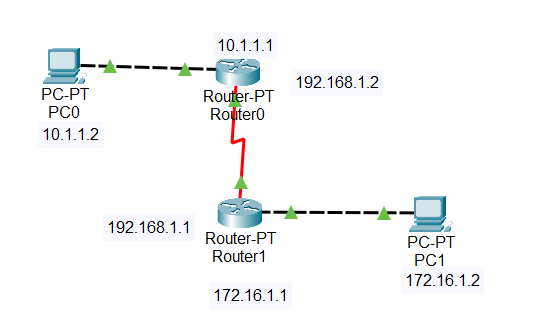 10.1.1.1
192.168.1.2
PC-PT
PC0
10.1.1.2
Router-PT
Router0
192.168.1.1
Router-PT
Router1
172.16.1.1
PC-PT
PC1
172.16.1.2